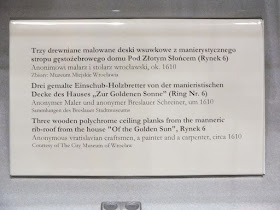 Trzy drewniane malowane deski wsuwkowe z manierystycznego
stropu gęstożebrowego domu Pod Złotym Słońcem (Rynek 6)
Anonimowi malarz i stolarz wrocławski, ok. 1610
Zbiory Muzeum Miejskie Wrocławia
Drei gemalte Einschub-Holzbretter von der manieristischen
Decke des Hauses „Zur Goldenen Sonne" (Ring Nr. 6)
Anonymer Maler und anonymer Breslauer Schreiner, um 1610
Sammlungen des Breslauer Stadtmuseums
Three wooden polychrome ceiling planks from the manneric
rib-roof from the house "Of the Golden Sun", Rynek 6
Anonymous vratislavian craftsmen, a painter and a carpenter, circa 1610
Courtesy of The City Museum of Wrocław